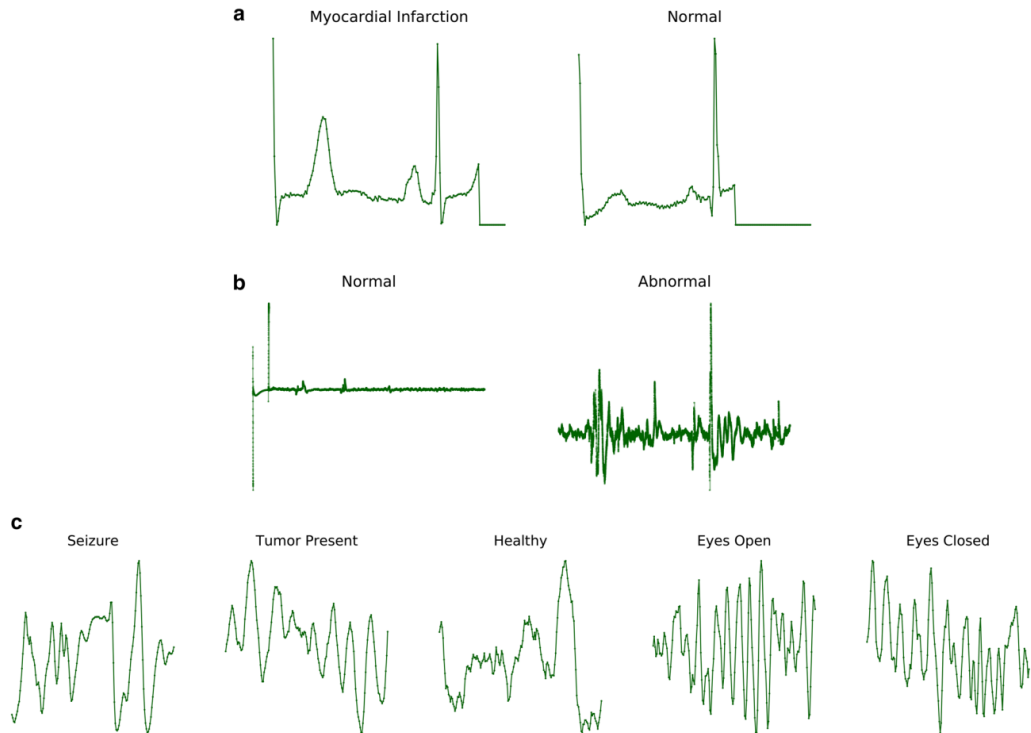 a
Myocardial Infarction Normal
b
Normal Abnormal
c
Seizure Tumor Present Healthy Eyes Open Eyes Closed